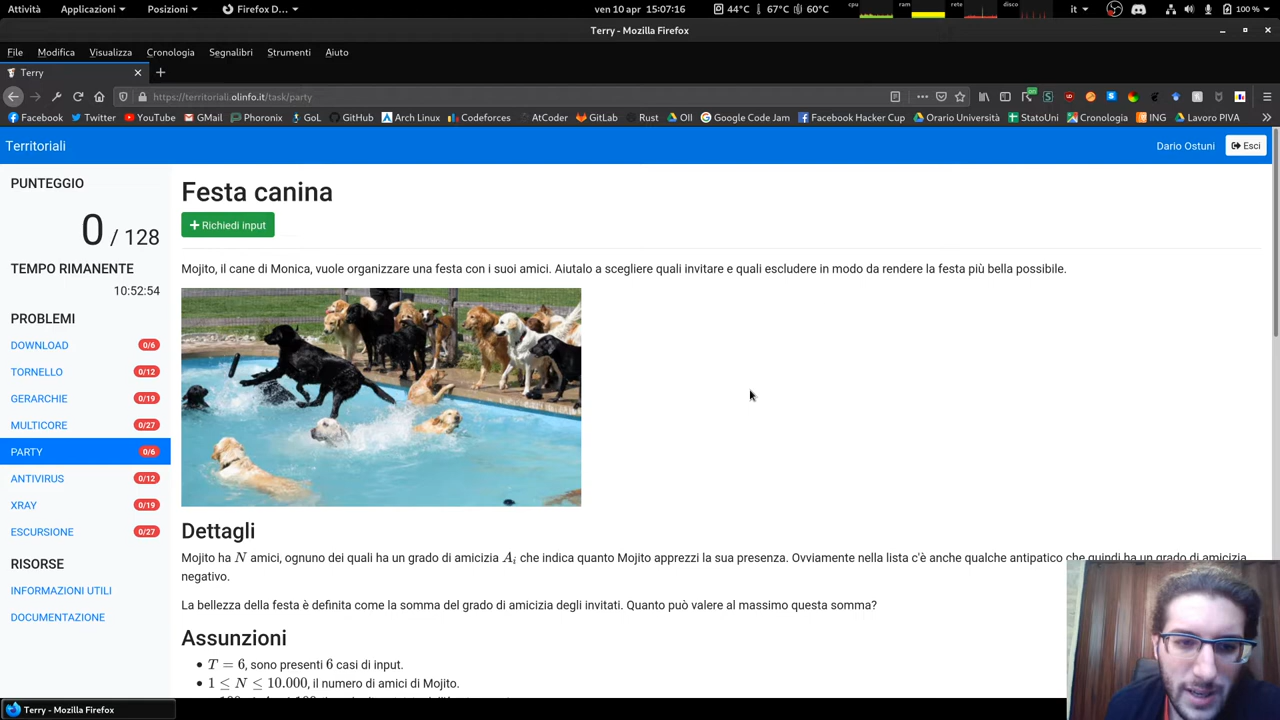 Attività Applicazioni Posizioni Firefox D... ven 10 apr 15:07:16 44°C 67°C 60°C cpu ram rete disco it 100 %
Terry - Mozilla Firefox
File Modifica Visualizza Cronologia Segnalibri Strumenti Aiuto
Terry
https://territoriali.olinfo.it/task/party
Facebook Twitter YouTube GMail Phoronix GoL GitHub Arch Linux Codeforces AtCoder GitLab Rust OII Google Code Jam Facebook Hacker Cup Orario Università StatoUni Cronologia ING Lavoro PIVA
Territoriali Dario Ostuni Esci
PUNTEGGIO
0 / 128
TEMPO RIMANENTE
10:52:54
PROBLEMI
DOWNLOAD 0/6
TORNELLO 0/12
GERARCHIE 0/19
MULTICORE 0/27
PARTY 0/6
ANTIVIRUS 0/12
XRAY 0/19
ESCURSIONE 0/27
RISORSE
INFORMAZIONI UTILI
DOCUMENTAZIONE
Festa canina
Richiedi input
Mojito, il cane di Monica, vuole organizzare una festa con i suoi amici. Aiutalo a scegliere quali invitare e quali escludere in modo da rendere la festa più bella possibile.
Dettagli
Mojito ha N amici, ognuno dei quali ha un grado di amicizia A_i che indica quanto Mojito apprezzi la sua presenza. Ovviamente nella lista c'è anche qualche antipatico che quindi ha un grado di amicizia
negativo.
La bellezza della festa è definita come la somma del grado di amicizia degli invitati. Quanto può valere al massimo questa somma?
Assunzioni
• T = 6, sono presenti 6 casi di input.
• 1 ≤ N ≤ 10.000, il numero di amici di Mojito.
Terry - Mozilla Firefox